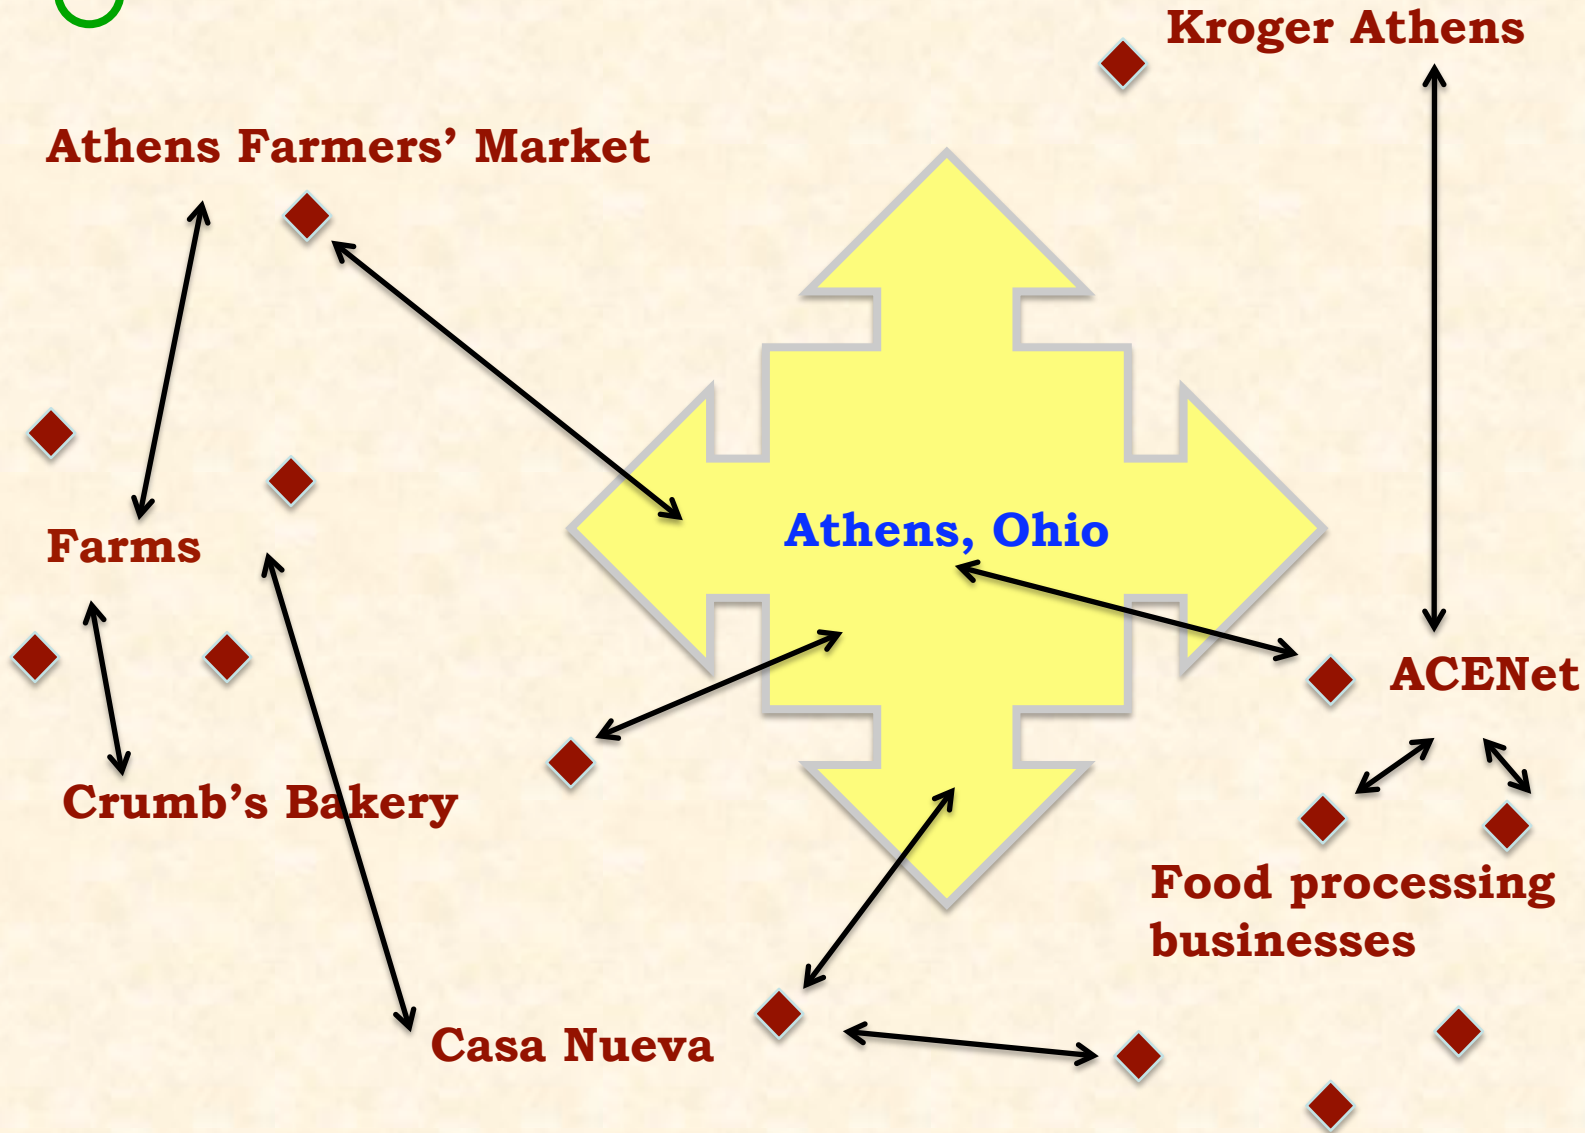 Kroger Athens
Athens Farmers’ Market
Athens, Ohio
Farms
ACENet
Crumb’s Bakery
Food processing
businesses
Casa Nueva